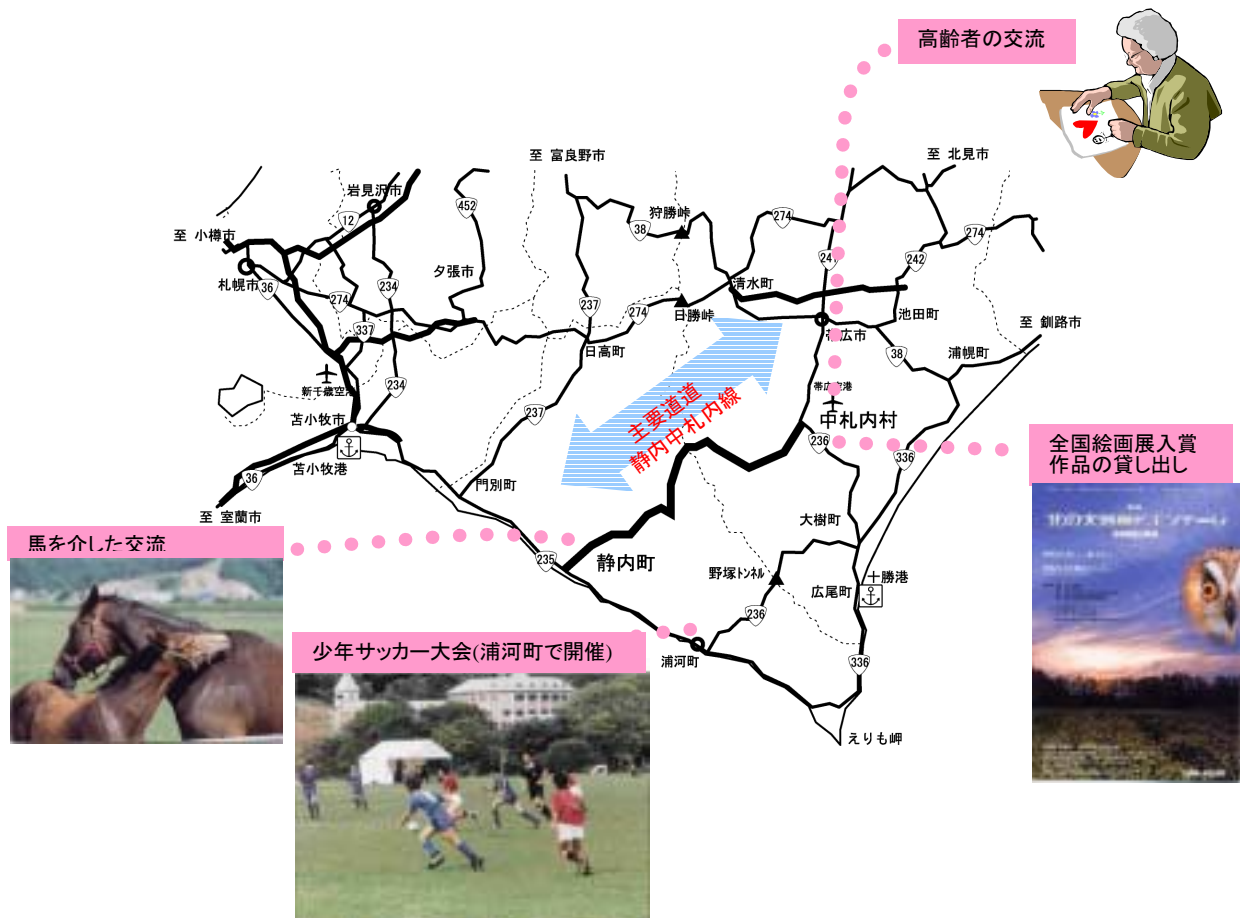 高齢者の交流
至 富良野市
至 北見市
岩見沢市
452
12
狩勝峠
274
38
至 小樽市
274
241
242
夕張市
札幌市
36
234
清水町
274
237
日勝峠
274
池田町
337
至 釧路市
帯広市
日高町
38
浦幌町
新千歳空港
234
帯広空港
主要道道
静内中札内線
237
苫小牧市
中札内村
236
全国絵画展入賞
作品の貸し出し
苫小牧港
336
36
門別町
至 室蘭市
大樹町
馬を介した交流
235
静内町
野塚トンネル
十勝港
広尾町
236
少年サッカー大会(浦河町で開催)
浦河町
336
えりも岬